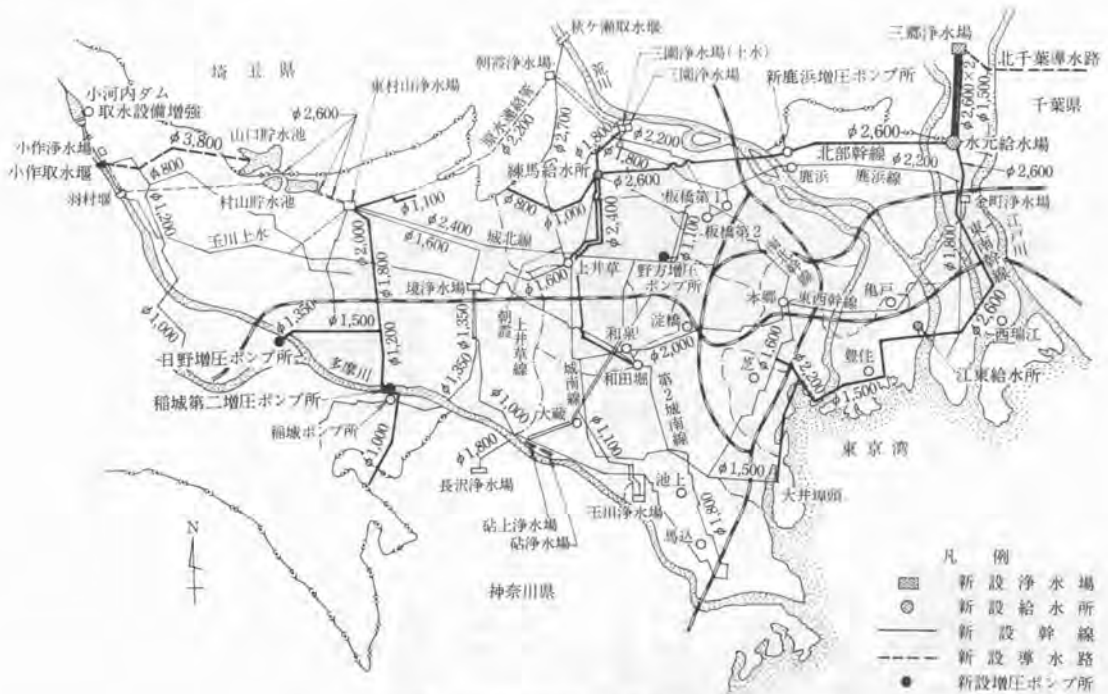 秋ケ瀬取水堰
三郷浄水場
埼玉県
朝霞浄水場
三園浄水場(上水)
三園浄水場
荒川
新鹿浜増圧ポンプ所
北千葉導水路
千葉県
東村山浄水場
小河内ダム
取水設備増強
φ2,600
原水連絡管
φ2,200
φ2,100
φ1,800
φ2,200
φ2,600×2
φ1,500
小作浄水場
φ3,800
山口貯水池
φ2,600
水元給水場
小作取水堰
φ800
練馬給水所
φ1,800
北部幹線
φ2,200
羽村堰
村山貯水池
φ1,100
φ800
φ1,000
φ2,600
板橋第1
鹿浜
鹿浜線
φ2,600
金町浄水場
φ1,200
玉川上水
φ2,000
φ2,400
城北線
φ2,400
φ1,100
板橋第2
江戸川
φ1,600
上井草
野方増圧
ポンプ所
φ1,800
東南幹線
φ1,800
境浄水場
φ1,600
本郷
東西幹線
亀戸
φ1,000
φ1,350
φ1,500
φ1,350
朝霞
上井草線
和泉
淀橋
φ2,600
西瑞江
日野増圧ポンプ所
φ1,200
和田堀
φ2,000
芝
φ1,600
豊住
江東給水所
多摩川
φ1,350
城南線
第2城南線
φ2,200
φ1,500
稲城第二増圧ポンプ所
稲城ポンプ所
φ1,000
大蔵
φ1,000
φ1,100
東京湾
φ1,800
長沢浄水場
池上
φ1,500
大井埠頭
玉川浄水場
φ1,800
砧上浄水場
砧浄水場
馬込
N
神奈川県
凡例
新設浄水場
新設給水所
新設幹線
新設導水路
新設増圧ポンプ所